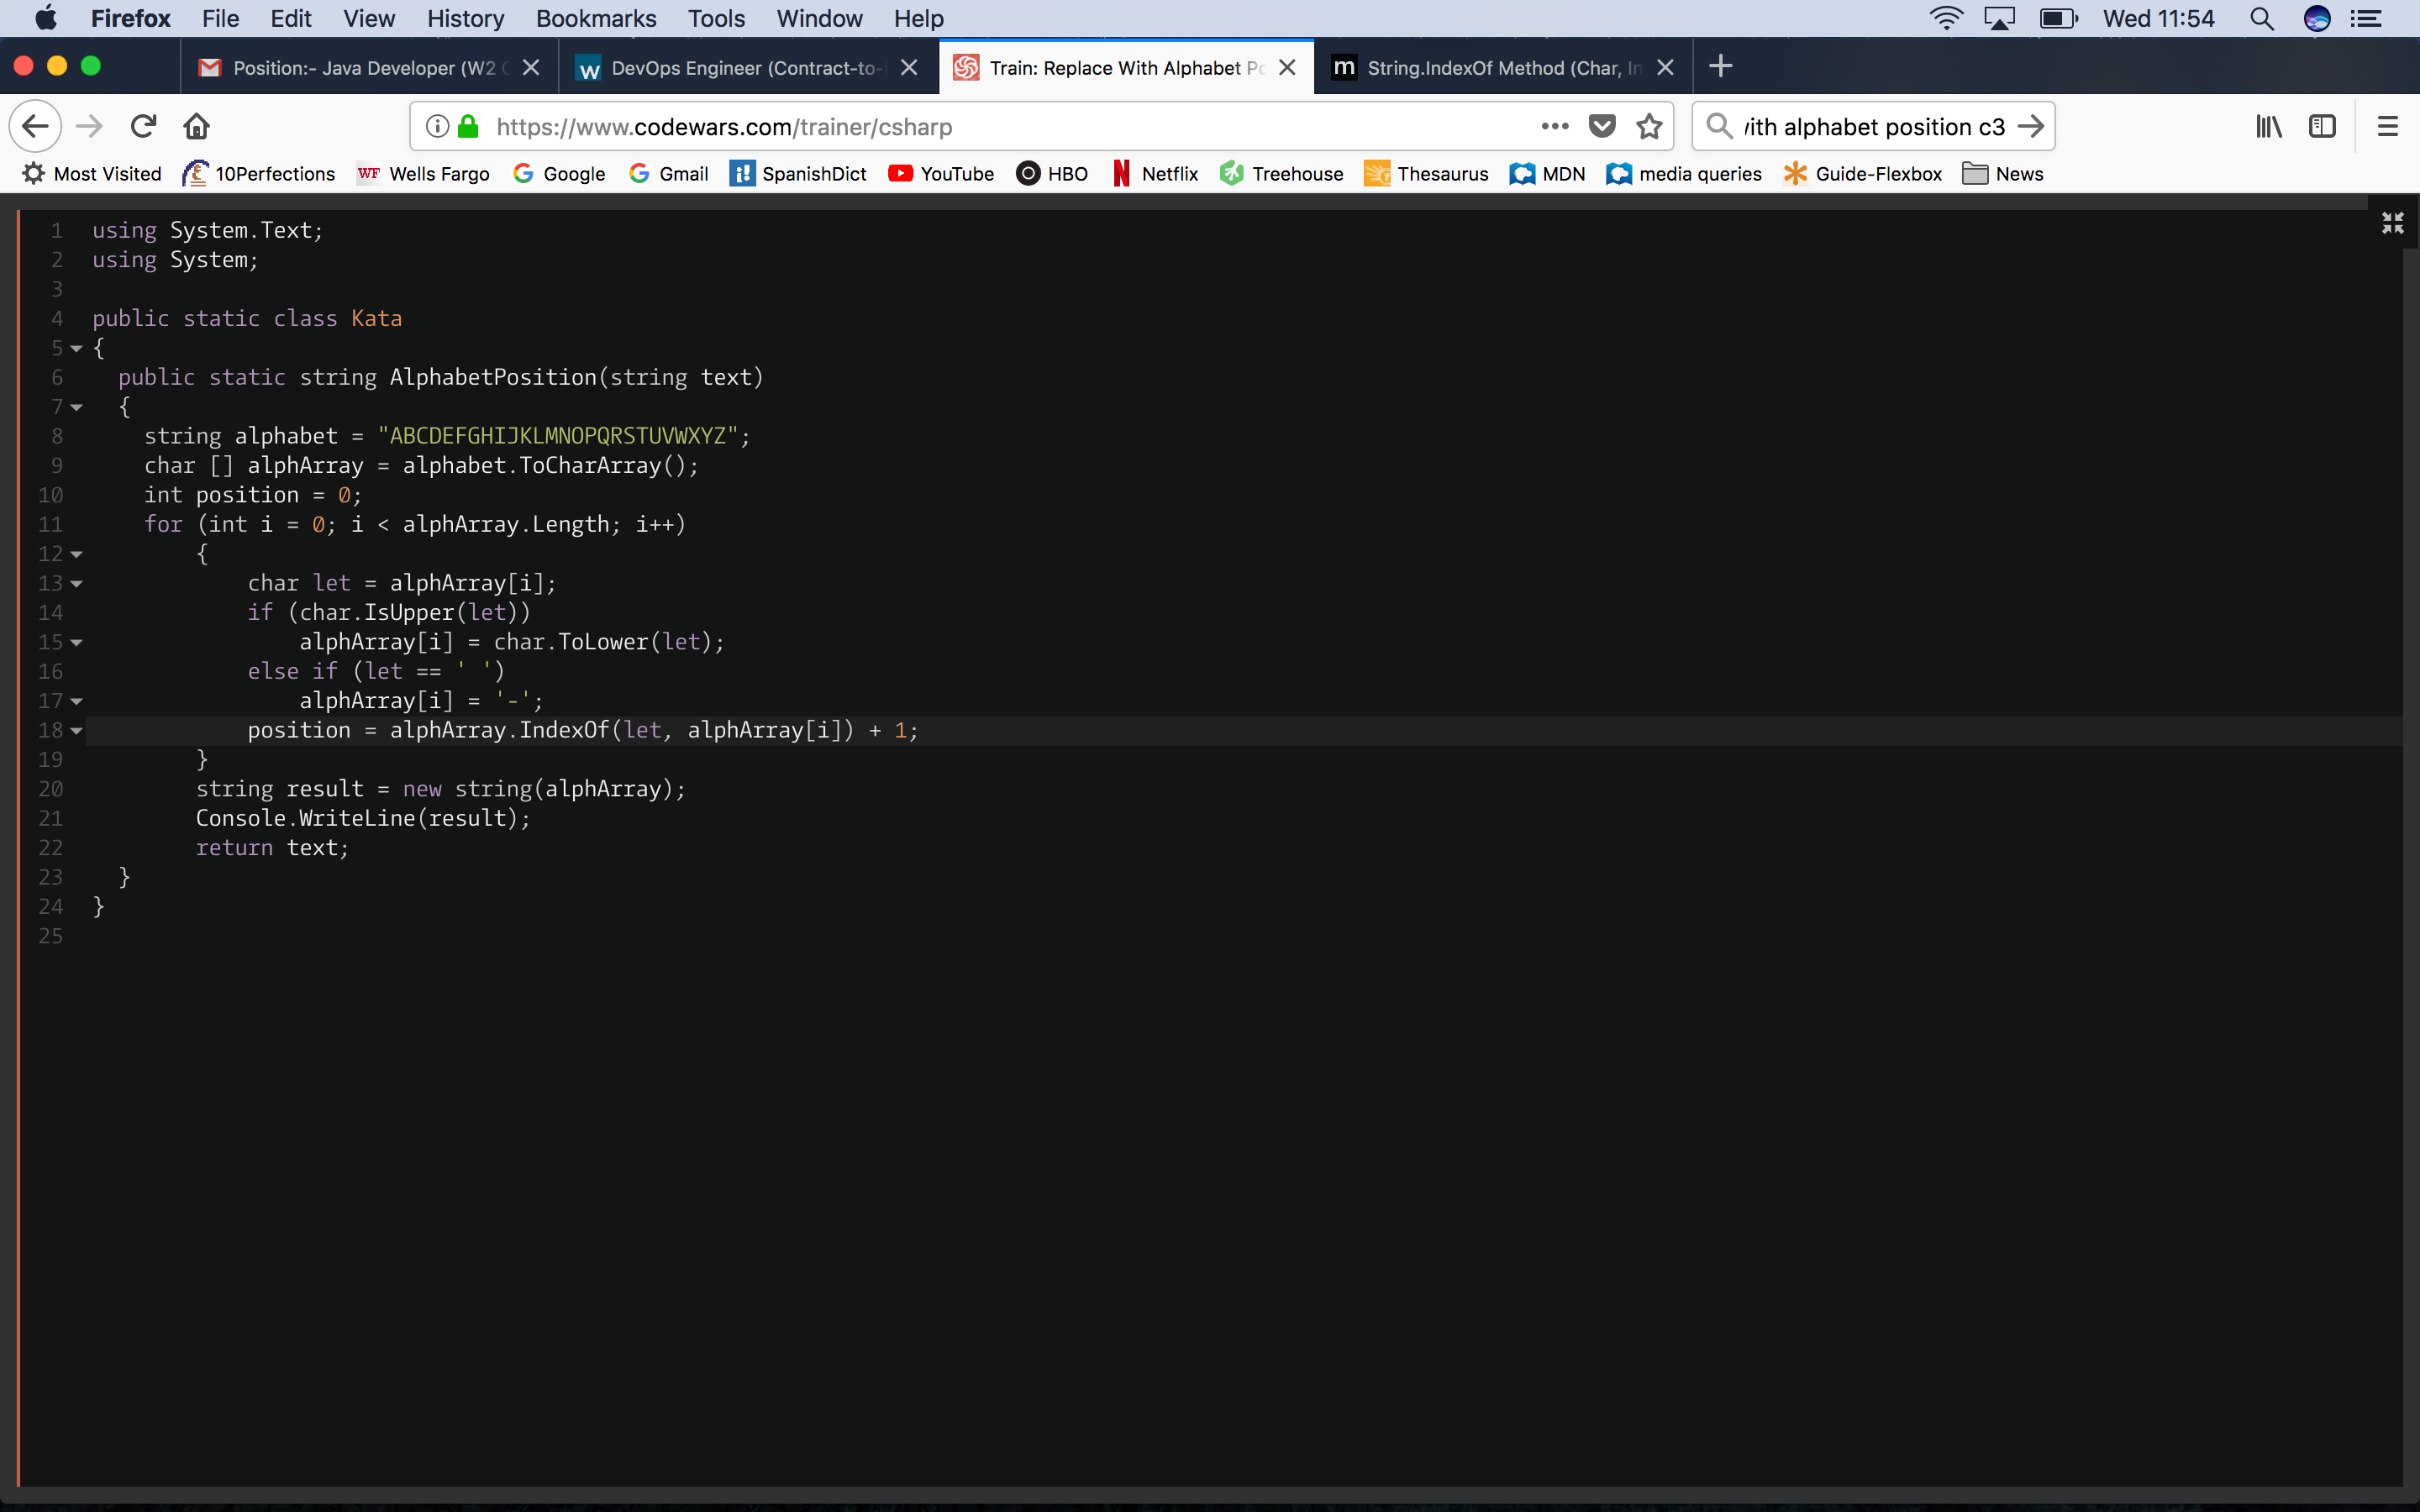 Firefox File Edit View History Bookmarks Tools Window Help Wed 11:54
Position:- Java Developer (W2 DevOps Engineer (Contract-to- Train: Replace With Alphabet Po m String.IndexOf Method (Char, In
https://www.codewars.com/trainer/csharp with alphabet position c3
Most Visited 10Perfections WF Wells Fargo Google Gmail SpanishDict YouTube HBO Netflix Treehouse Thesaurus MDN media queries Guide-Flexbox News
1 using System.Text;
2 using System;
3
4 public static class Kata
5 {
6 public static string AlphabetPosition(string text)
7 {
8 string alphabet = "ABCDEFGHIJKLMNOPQRSTUVWXYZ";
9 char [] alphArray = alphabet.ToCharArray();
10 int position = 0;
11 for (int i = 0; i < alphArray.Length; i++)
12 {
13 char let = alphArray[i];
14 if (char.IsUpper(let))
15 alphArray[i] = char.ToLower(let);
16 else if (let == ' ')
17 alphArray[i] = '-';
18 position = alphArray.IndexOf(let, alphArray[i]) + 1;
19 }
20 string result = new string(alphArray);
21 Console.WriteLine(result);
22 return text;
23 }
24 }
25